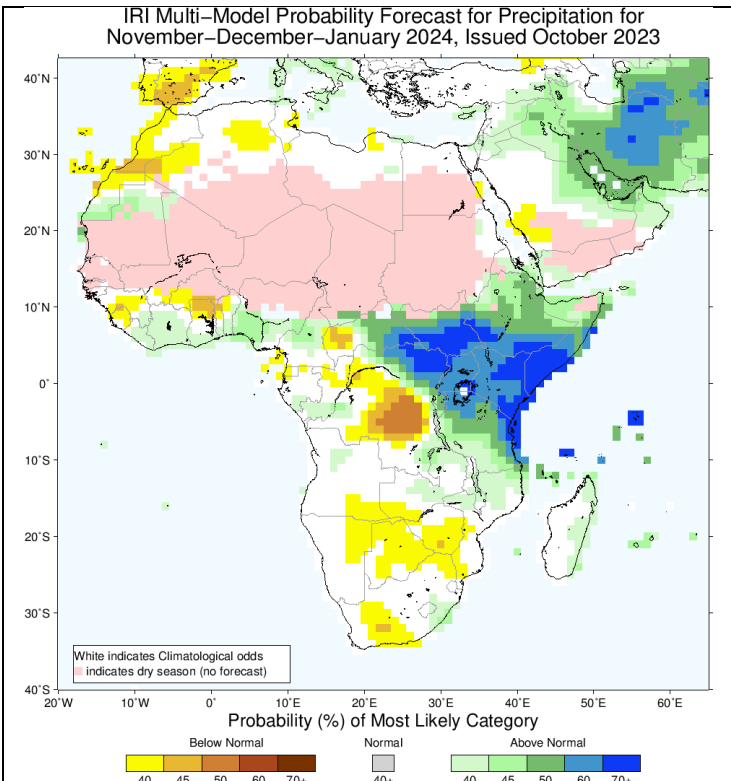 IRI Multi−Model Probability Forecast for Precipitation for
November−December−January 2024, Issued October 2023
40˚N
30˚N
20˚N
10˚N
0˚
10˚S
20˚S
30˚S
40˚S
White indicates Climatological odds
indicates dry season (no forecast)
20˚W 10˚W 0˚ 10˚E 20˚E 30˚E 40˚E 50˚E 60˚E
Probability (%) of Most Likely Category
Below Normal Normal Above Normal
40 45 50 60 70+ 40+ 40 45 50 60 70+